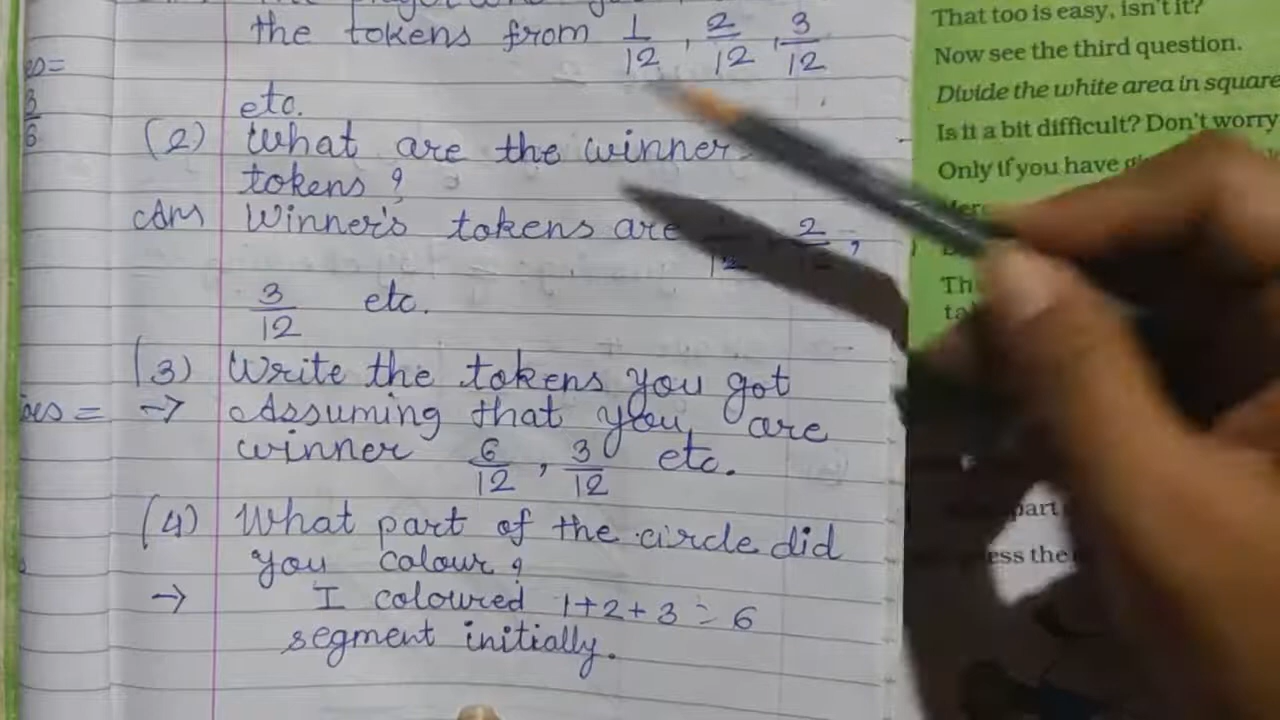 the tokens from 1/12, 2/12, 3/12
etc.
(2) What are the winner
tokens ?
Ans Winner's tokens are 2
3/12 etc.
(3) Write the tokens you got
→ Assuming that you are
winner 6/12, 3/12 etc.
(4) What part of the circle did
you colour ?
→ I coloured 1+2+3=6
segment initially.
That too is easy, isn't it?
Now see the third question.
Divide the white area in square
Is it a bit difficult? Don't worry
Only if you have
part